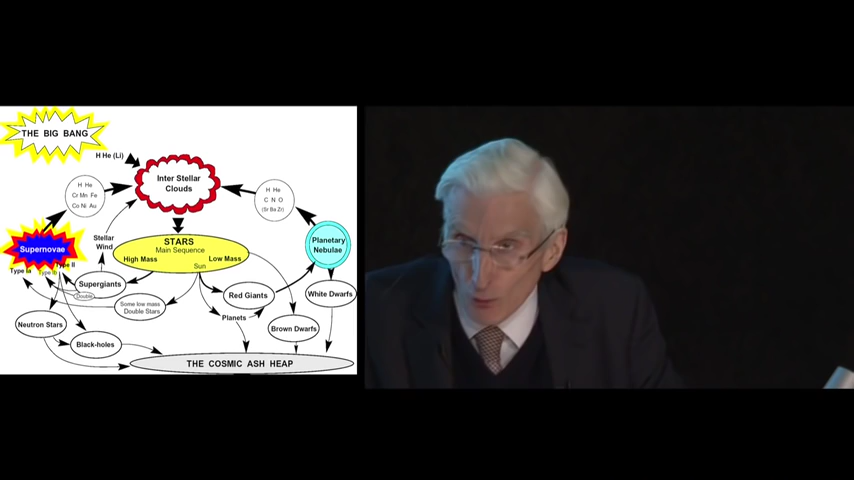 THE BIG BANG
H He (Li)
Inter Stellar
Clouds
H He
Cr Mn Fe
Co Ni Au
H He
C N O
(Sr Ba Zr)
Supernovae
Stellar
Wind
STARS
Main Sequence
High Mass
Low Mass
Sun
Planetary
Nebulae
Type Ia
Type Ib
Type II
Supergiants
Double
Some low mass
Double Stars
Red Giants
White Dwarfs
Planets
Neutron Stars
Brown Dwarfs
Black-holes
THE COSMIC ASH HEAP